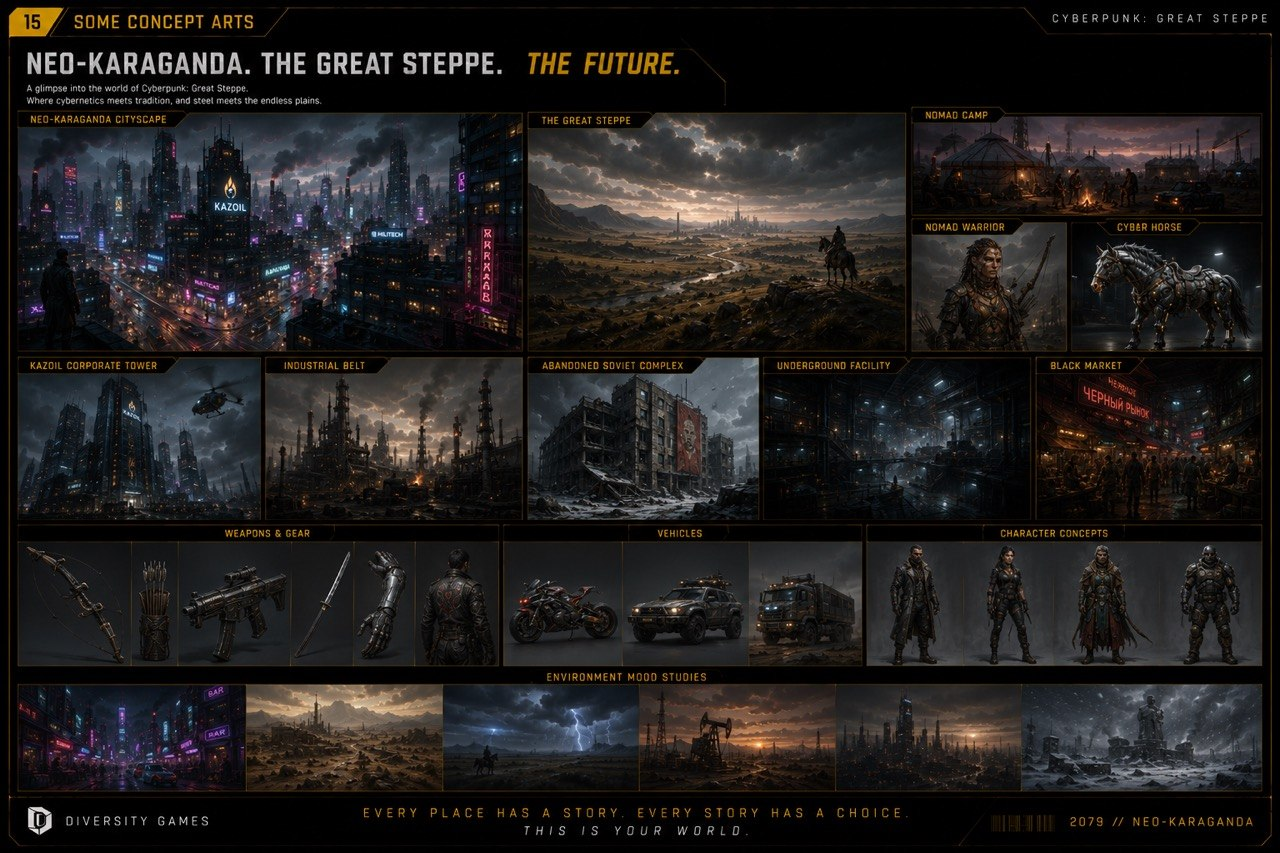 15
SOME CONCEPT ARTS
CYBERPUNK: GREAT STEPPE
NEO-KARAGANDA. THE GREAT STEPPE. THE FUTURE.
A glimpse into the world of Cyberpunk: Great Steppe.
Where cybernetics meets tradition, and steel meets the endless plains.
NEO-KARAGANDA CITYSCAPE
KAZOIL
MILITECH
THE GREAT STEPPE
NOMAD CAMP
NOMAD WARRIOR
CYBER HORSE
KAZOIL CORPORATE TOWER
KAZOIL
INDUSTRIAL BELT
ABANDONED SOVIET COMPLEX
UNDERGROUND FACILITY
BLACK MARKET
ЧЕРНЫЙ РЫНОК
WEAPONS & GEAR
VEHICLES
CHARACTER CONCEPTS
ENVIRONMENT MOOD STUDIES
BAR
BAR
DIVERSITY GAMES
EVERY PLACE HAS A STORY. EVERY STORY HAS A CHOICE.
THIS IS YOUR WORLD.
2079 // NEO-KARAGANDA